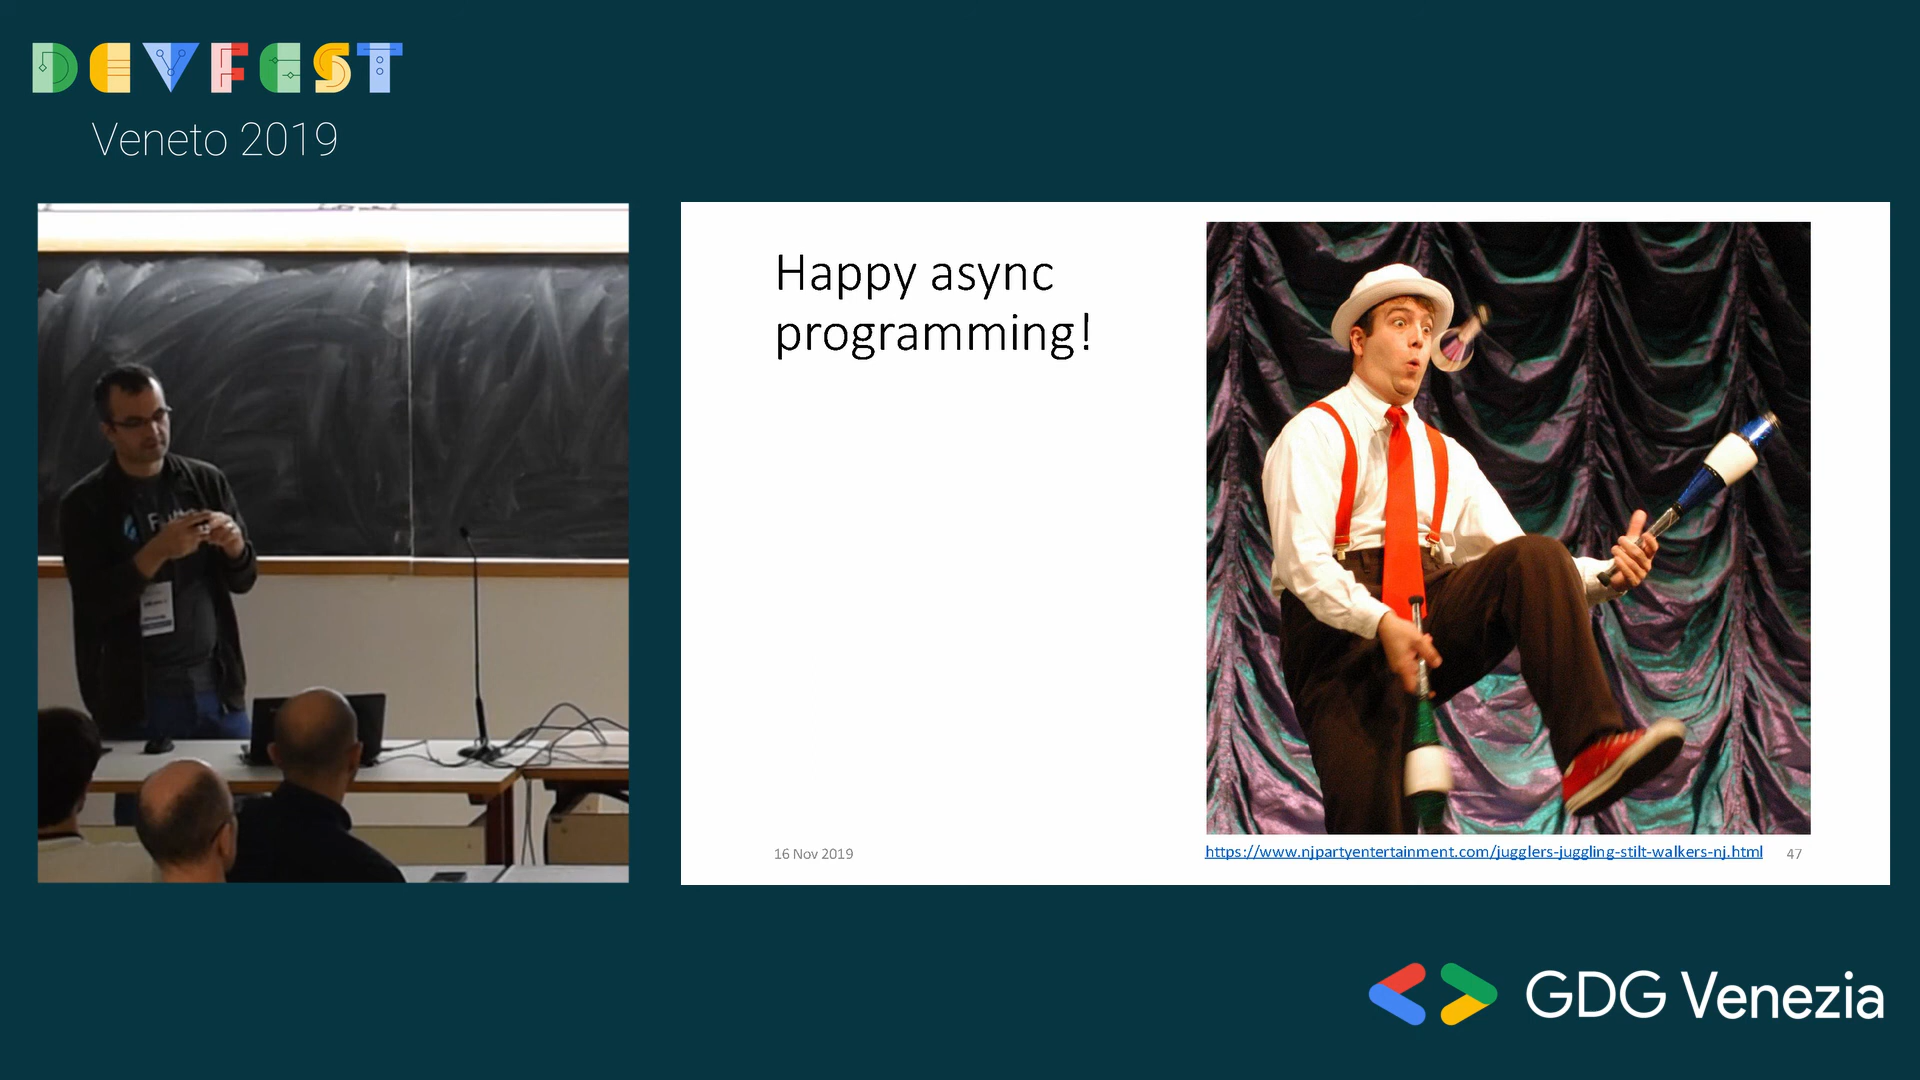 DEVFEST
Veneto 2019
Happy async
programming!
16 Nov 2019
https://www.njpartyentertainment.com/jugglers-juggling-stilt-walkers-nj.html
47
GDG Venezia